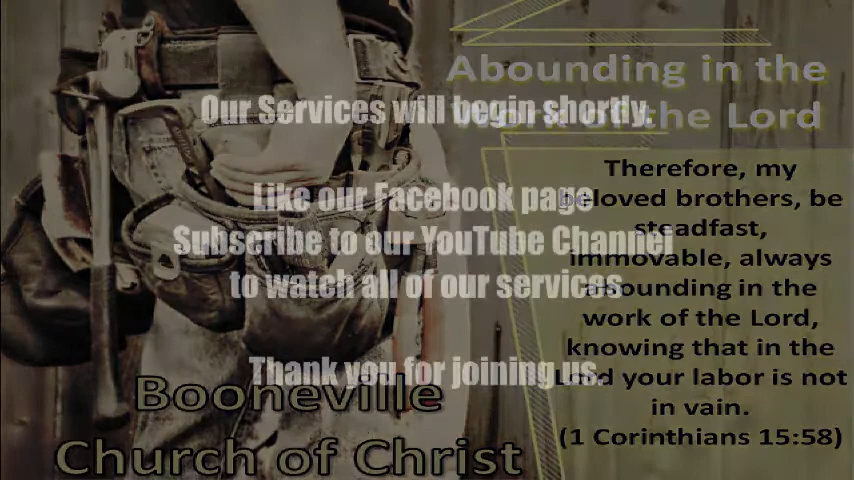 Our Services will begin shortly.
Like our Facebook page
Subscribe to our YouTube Channel
to watch all of our services
Thank you for joining us.
Abounding in the
Work of the Lord
Therefore, my
beloved brothers, be
steadfast,
immovable, always
abounding in the
work of the Lord,
knowing that in the
Lord your labor is not
in vain.
(1 Corinthians 15:58)
Booneville
Church of Christ